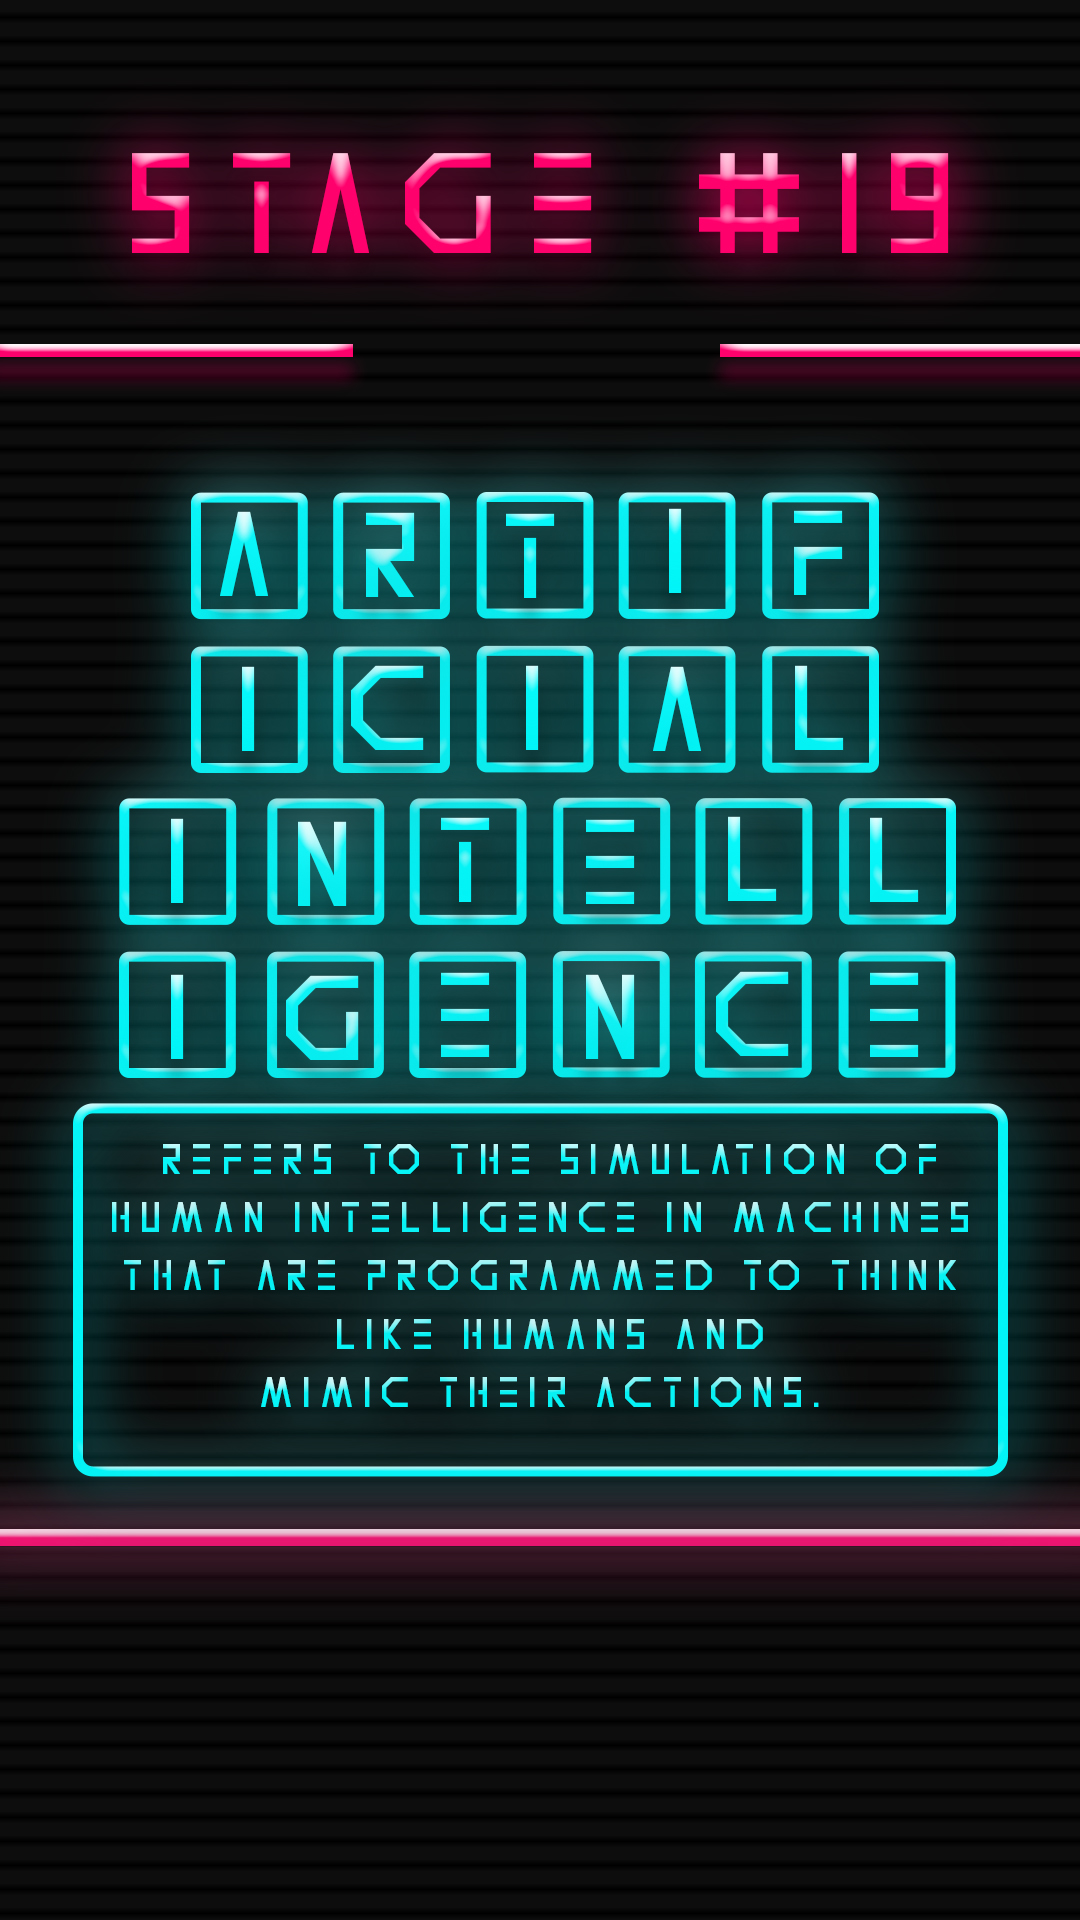 STAGE #19
ARTIF
ICIAL
INTELL
IGENCE
REFERS TO THE SIMULATION OF
HUMAN INTELLIGENCE IN MACHINES
THAT ARE PROGRAMMED TO THINK
LIKE HUMANS AND
MIMIC THEIR ACTIONS.